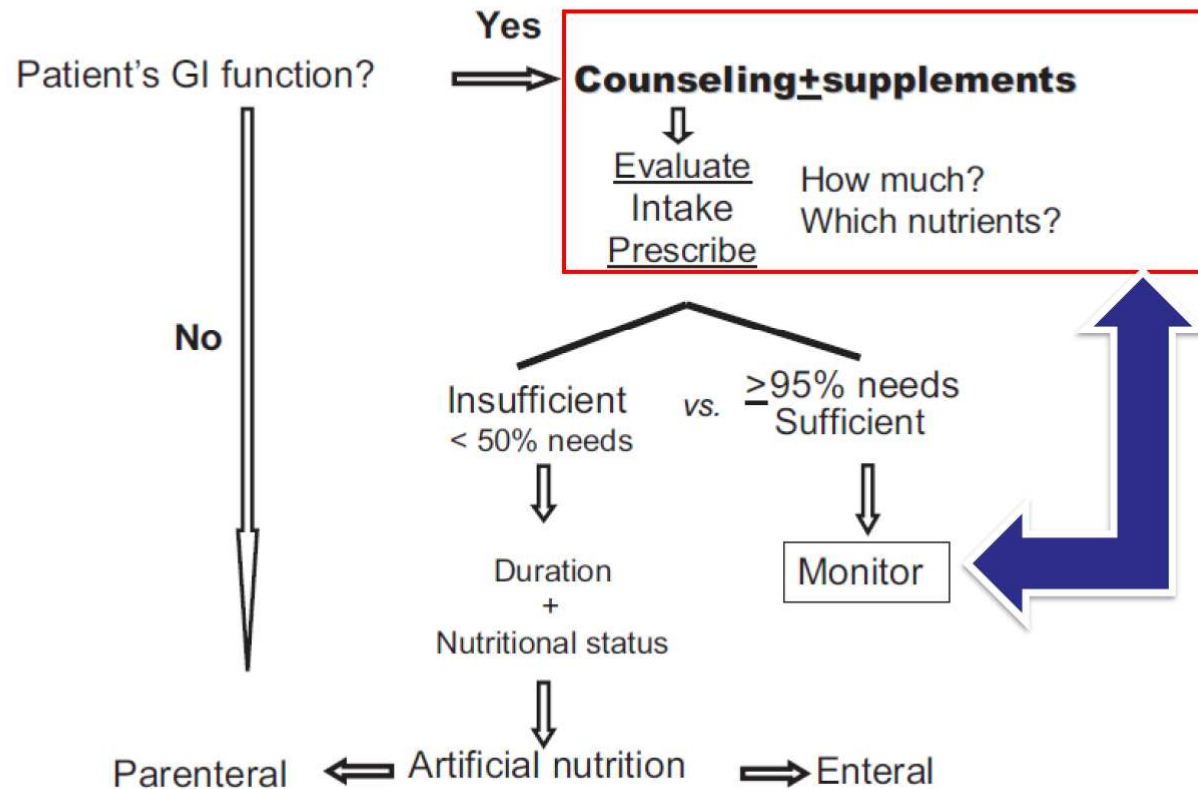 Yes
Patient's GI function?
Counseling±supplements
Evaluate
Intake
Prescribe
How much?
Which nutrients?
No
Insufficient
< 50% needs
vs.
≥95% needs
Sufficient
Duration
+
Nutritional status
Monitor
Parenteral
Artificial nutrition
Enteral